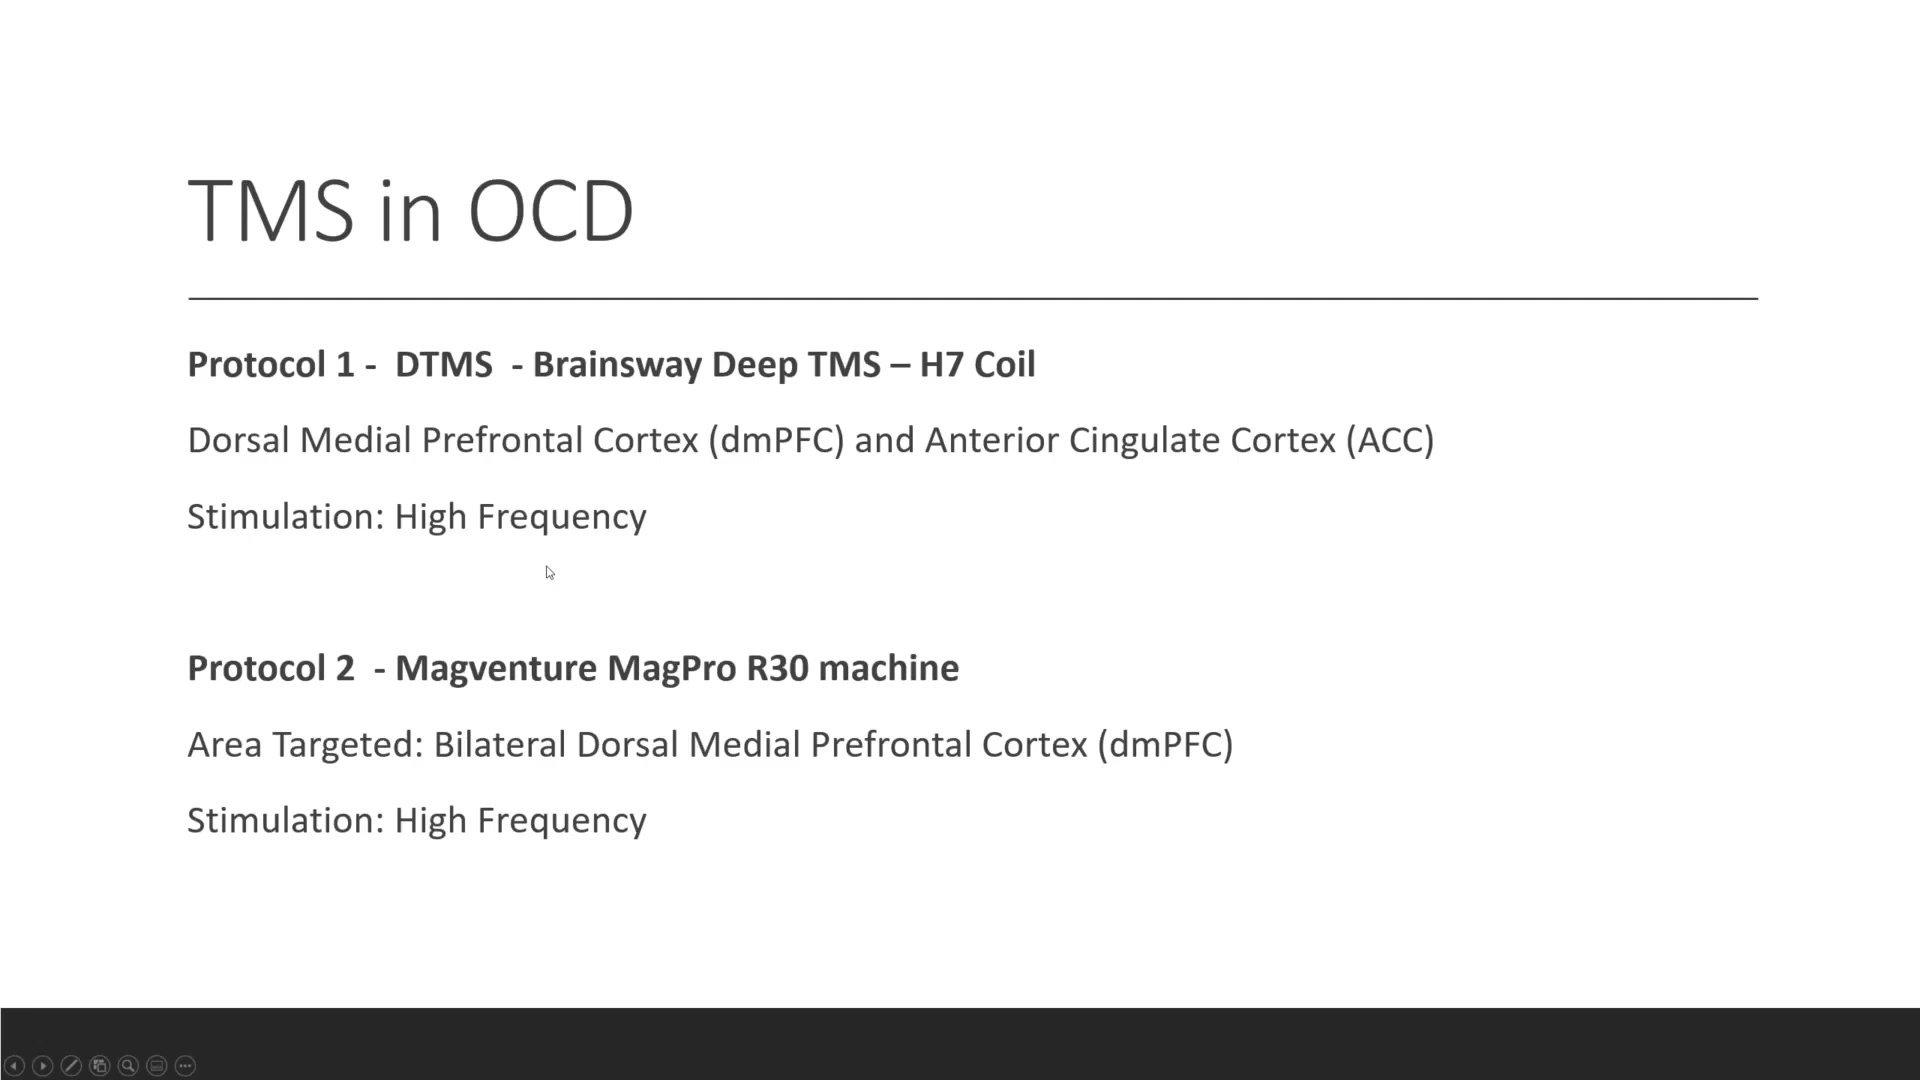 TMS in OCD
Protocol 1 -  DTMS  - Brainsway Deep TMS – H7 Coil
Dorsal Medial Prefrontal Cortex (dmPFC) and Anterior Cingulate Cortex (ACC)
Stimulation: High Frequency
Protocol 2  - Magventure MagPro R30 machine
Area Targeted: Bilateral Dorsal Medial Prefrontal Cortex (dmPFC)
Stimulation: High Frequency